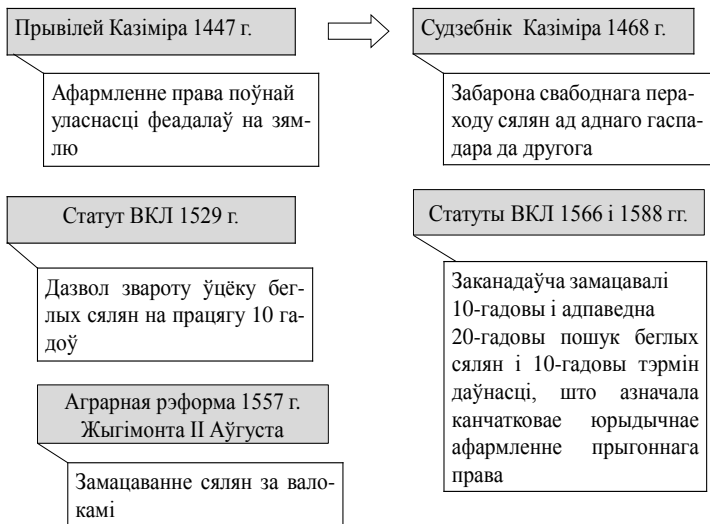 Прывілей Казіміра 1447 г.
Афармленне права поўнай
уласнасці феадалаў на зям-
лю
Судзебнік Казіміра 1468 г.
Забарона свабоднага пера-
ходу сялян ад аднаго гаспа-
дара да другога
Статут ВКЛ 1529 г.
Дазвол звароту ўцёку бег-
лых сялян на працягу 10 га-
доў
Статуты ВКЛ 1566 і 1588 гг.
Заканадаўча замацавалі
10-гадовы і адпаведна
20-гадовы пошук беглых
сялян і 10-гадовы тэрмін
даўнасці, што азначала
канчатковае юрыдычнае
афармленне прыгоннага
права
Аграрная рэформа 1557 г.
Жыгімонта ІІ Аўгуста
Замацаванне сялян за вало-
камі